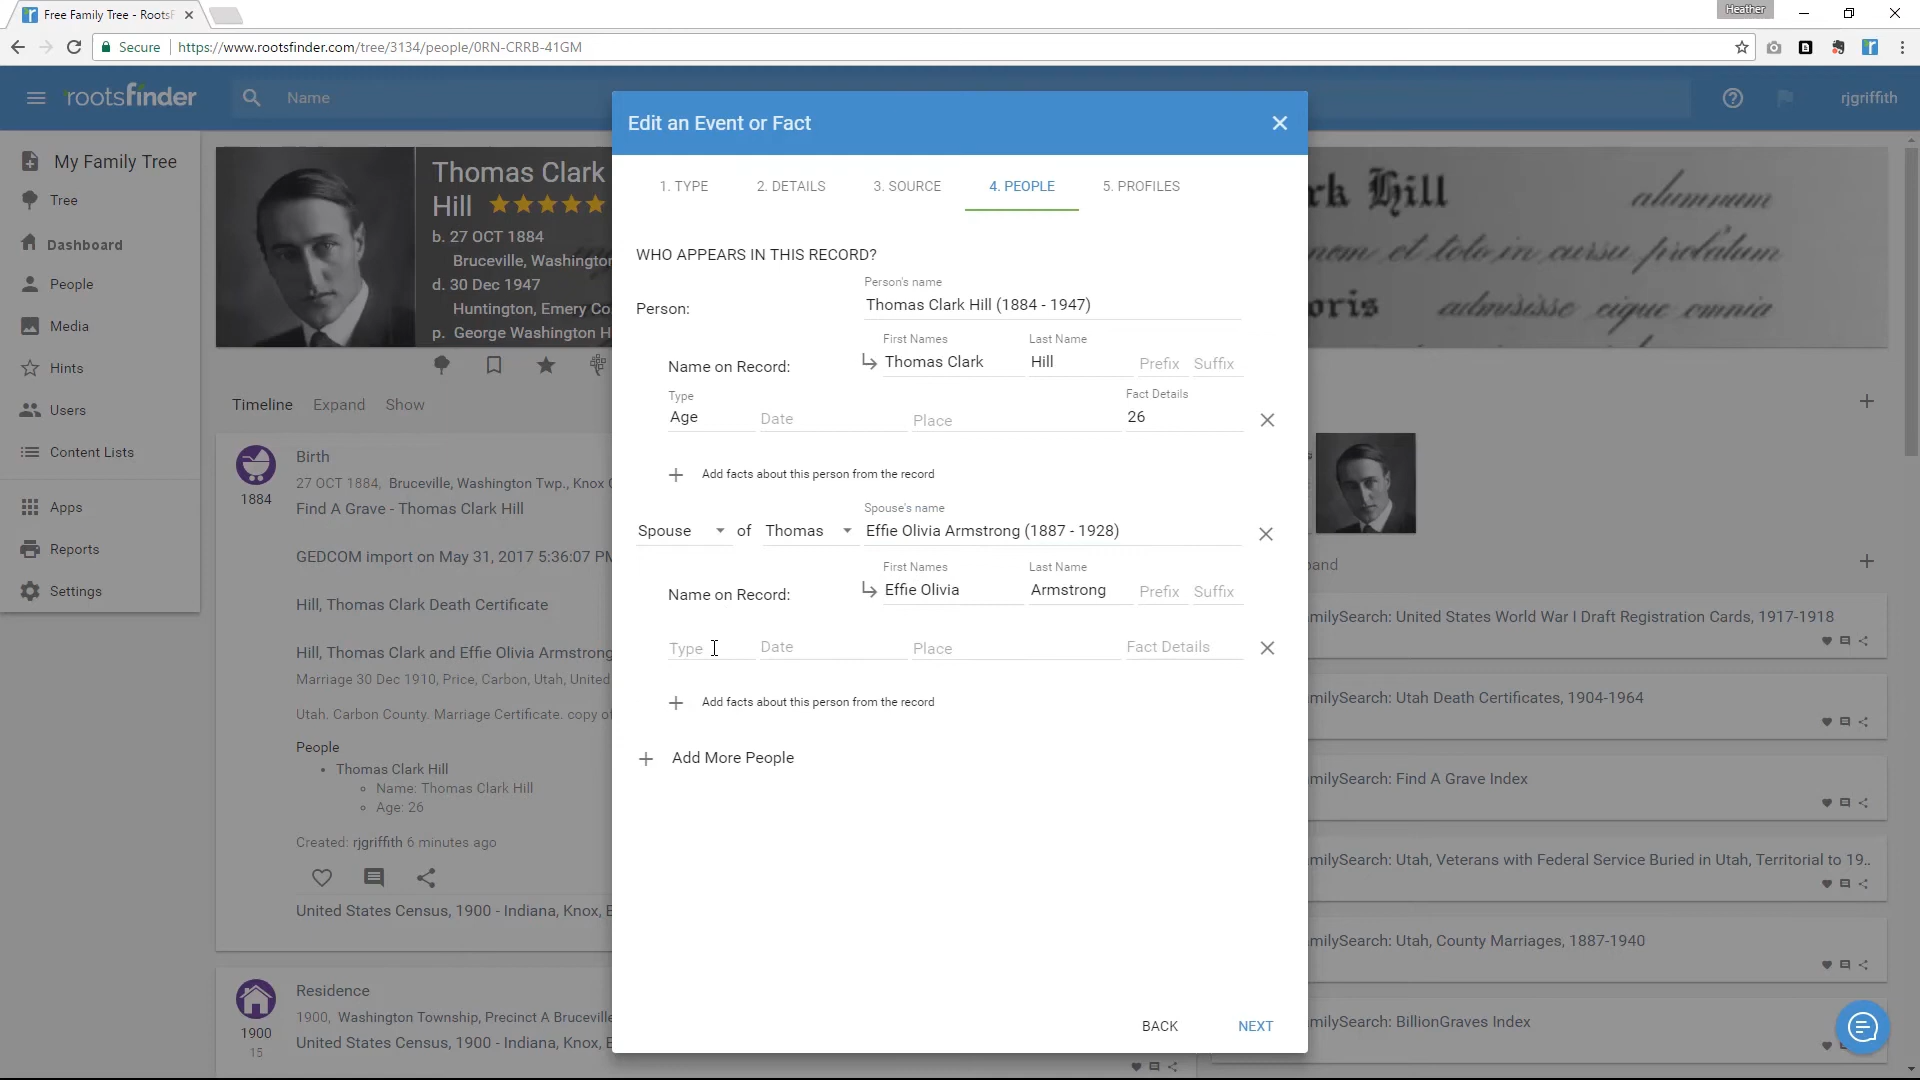 Free Family Tree - RootsF
Heather
Secure
https://www.rootsfinder.com/tree/3134/people/0RN-CRRB-41GM
rootsfinder
Name
rjgriffith
My Family Tree
Tree
Dashboard
People
Media
Hints
Users
Content Lists
Apps
Reports
Settings
Thomas Clark
Hill
b. 27 OCT 1884
Bruceville, Washington
d. 30 Dec 1947
Huntington, Emery Co
p. George Washington H
Timeline Expand Show
Birth
1884
27 OCT 1884, Bruceville, Washington Twp., Knox C
Find A Grave - Thomas Clark Hill
GEDCOM import on May 31, 2017 5:36:07 PM
Hill, Thomas Clark Death Certificate
Hill, Thomas Clark and Effie Olivia Armstrong
Marriage 30 Dec 1910, Price, Carbon, Utah, United
Utah. Carbon County. Marriage Certificate. copy of
People
Thomas Clark Hill
Name: Thomas Clark Hill
Age: 26
Created: rjgriffith 6 minutes ago
United States Census, 1900 - Indiana, Knox, B
Residence
1900
15
1900, Washington Township, Precinct A Bruceville
United States Census, 1900 - Indiana, Knox, B
Edit an Event or Fact
1. TYPE
2. DETAILS
3. SOURCE
4. PEOPLE
5. PROFILES
WHO APPEARS IN THIS RECORD?
Person's name
Person:
Thomas Clark Hill (1884 - 1947)
First Names
Last Name
Name on Record:
Thomas Clark
Hill
Prefix
Suffix
Type
Fact Details
Age
Date
Place
26
Add facts about this person from the record
Spouse's name
Spouse of Thomas
Effie Olivia Armstrong (1887 - 1928)
First Names
Last Name
Name on Record:
Effie Olivia
Armstrong
Prefix
Suffix
Type
Date
Place
Fact Details
Add facts about this person from the record
Add More People
BACK
NEXT
rk Hill
alumnum
nem et toto in cursu probatum
oris
admisisse eique omnia
and
milySearch: United States World War I Draft Registration Cards, 1917-1918
milySearch: Utah Death Certificates, 1904-1964
milySearch: Find A Grave Index
milySearch: Utah, Veterans with Federal Service Buried in Utah, Territorial to 19..
milySearch: Utah, County Marriages, 1887-1940
milySearch: BillionGraves Index